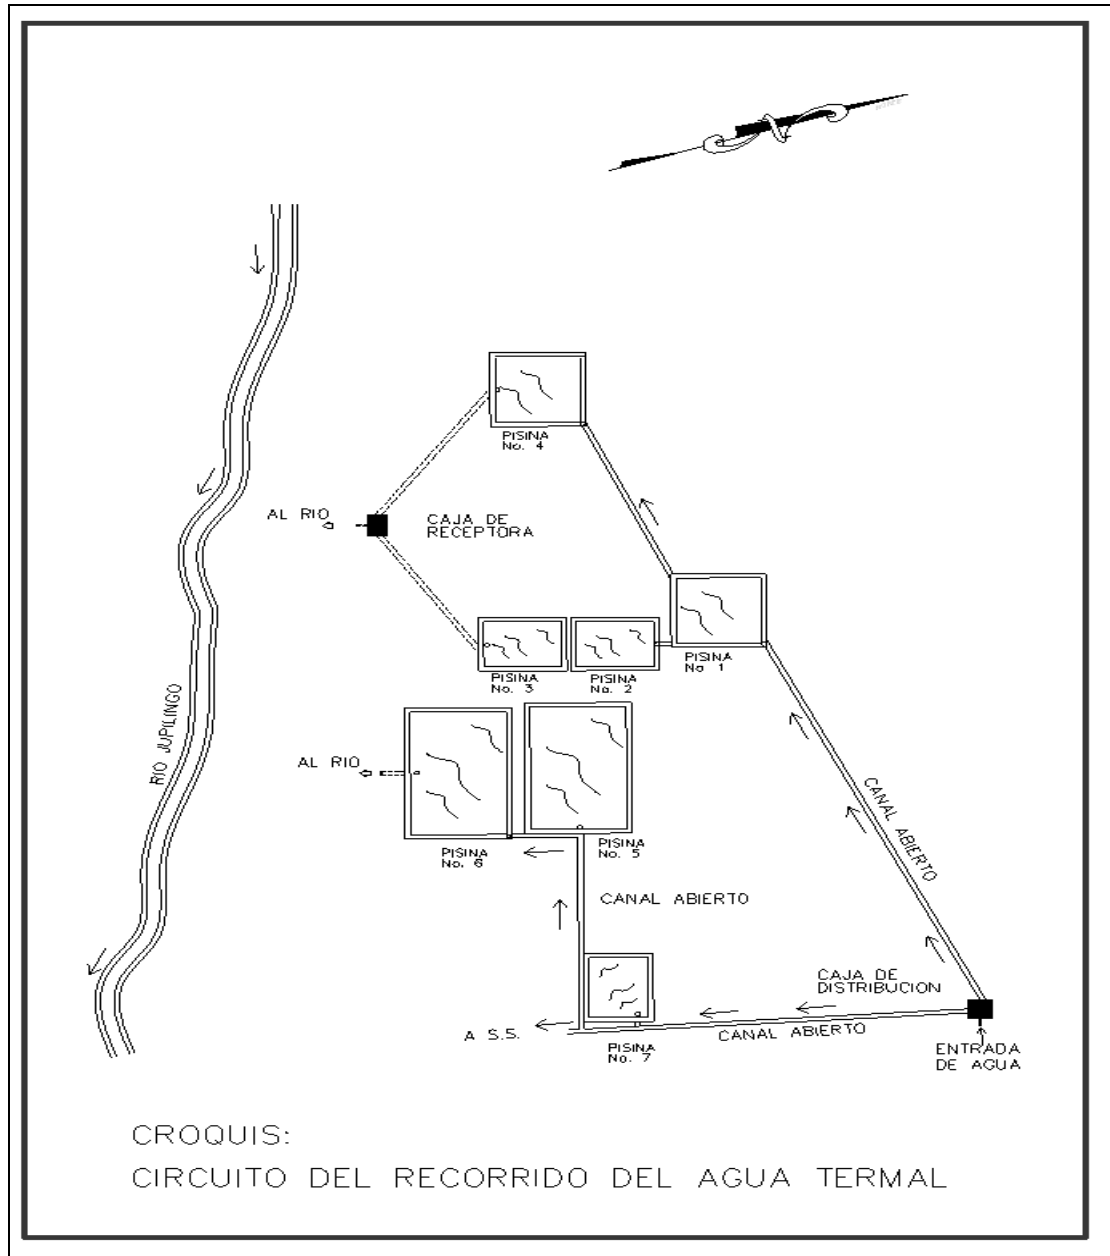 PISINA
No. 4
AL RIO
CAJA DE
RECEPTORA
PISINA
No. 1
PISINA
No. 3
PISINA
No. 2
RIO JUPILINGO
AL RIO
CANAL ABIERTO
PISINA
No. 6
PISINA
No. 5
CANAL ABIERTO
CAJA DE
DISTRIBUCION
A S.S.
CANAL ABIERTO
PISINA
No. 7
ENTRADA
DE AGUA
CROQUIS:
CIRCUITO DEL RECORRIDO DEL AGUA TERMAL